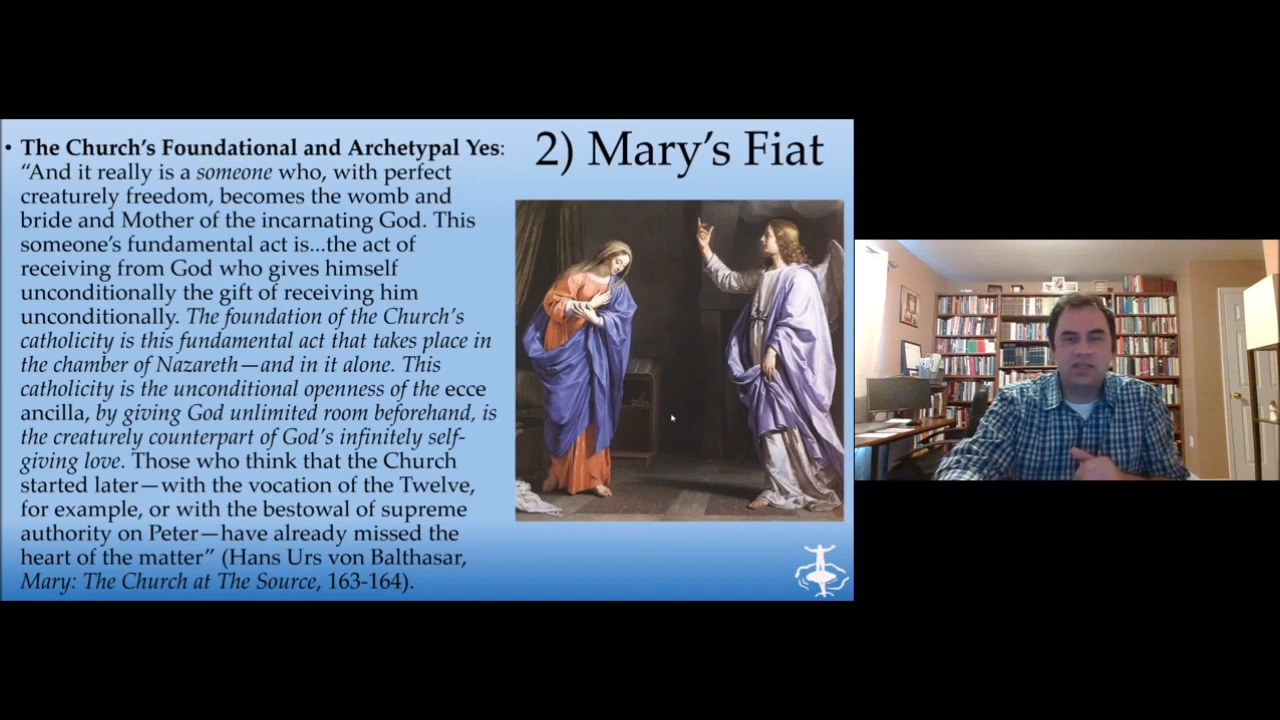 2) Mary’s Fiat
• The Church’s Foundational and Archetypal Yes:
“And it really is a someone who, with perfect
creaturely freedom, becomes the womb and
bride and Mother of the incarnating God. This
someone’s fundamental act is...the act of
receiving from God who gives himself
unconditionally the gift of receiving him
unconditionally. The foundation of the Church’s
catholicity is this fundamental act that takes place in
the chamber of Nazareth—and in it alone. This
catholicity is the unconditional openness of the ecce
ancilla, by giving God unlimited room beforehand, is
the creaturely counterpart of God’s infinitely self-
giving love. Those who think that the Church
started later—with the vocation of the Twelve,
for example, or with the bestowal of supreme
authority on Peter—have already missed the
heart of the matter” (Hans Urs von Balthasar,
Mary: The Church at The Source, 163-164).